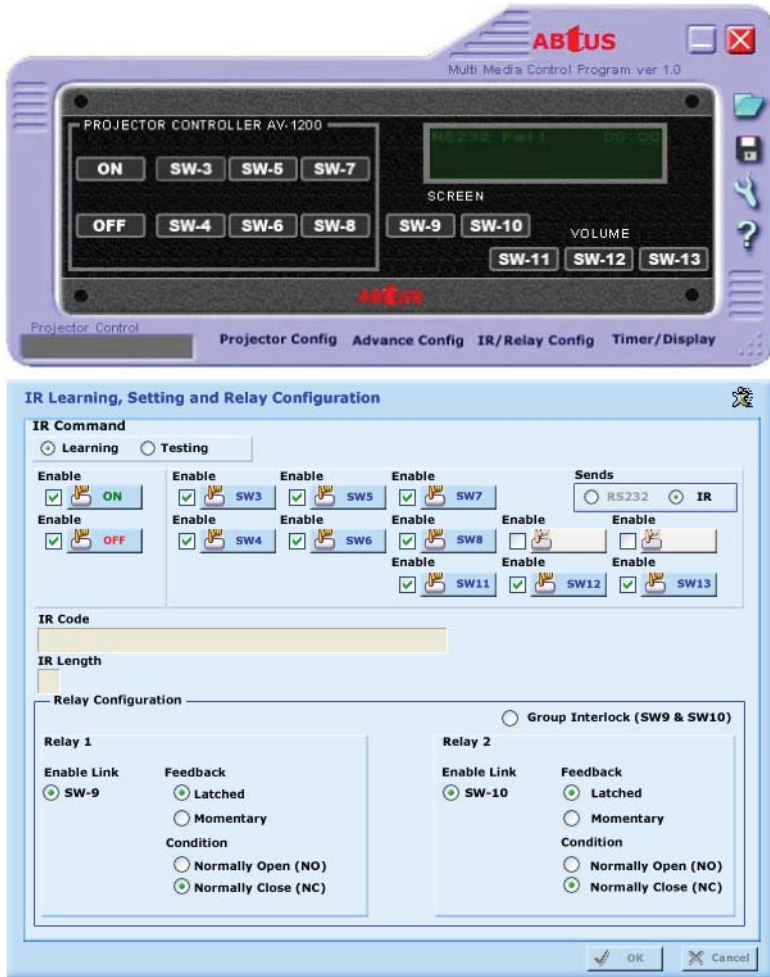 ABtUS
Multi Media Control Program ver 1.0
PROJECTOR CONTROLLER AV-1200
RS232 Fail 00:00
ON SW-3 SW-5 SW-7
SCREEN
OFF SW-4 SW-6 SW-8 SW-9 SW-10
VOLUME
SW-11 SW-12 SW-13
ABtUS
Projector Control
Projector Config Advance Config IR/Relay Config Timer/Display
IR Learning, Setting and Relay Configuration
IR Command
Learning Testing
Enable Enable Enable Enable Sends
ON SW3 SW5 SW7 RS232 IR
Enable Enable Enable Enable Enable Enable
OFF SW4 SW6 SW8
Enable Enable Enable
SW11 SW12 SW13
IR Code
IR Length
Relay Configuration
Group Interlock (SW9 & SW10)
Relay 1 Relay 2
Enable Link Feedback Enable Link Feedback
SW-9 Latched SW-10 Latched
Momentary Momentary
Condition Condition
Normally Open (NO) Normally Open (NO)
Normally Close (NC) Normally Close (NC)
OK Cancel